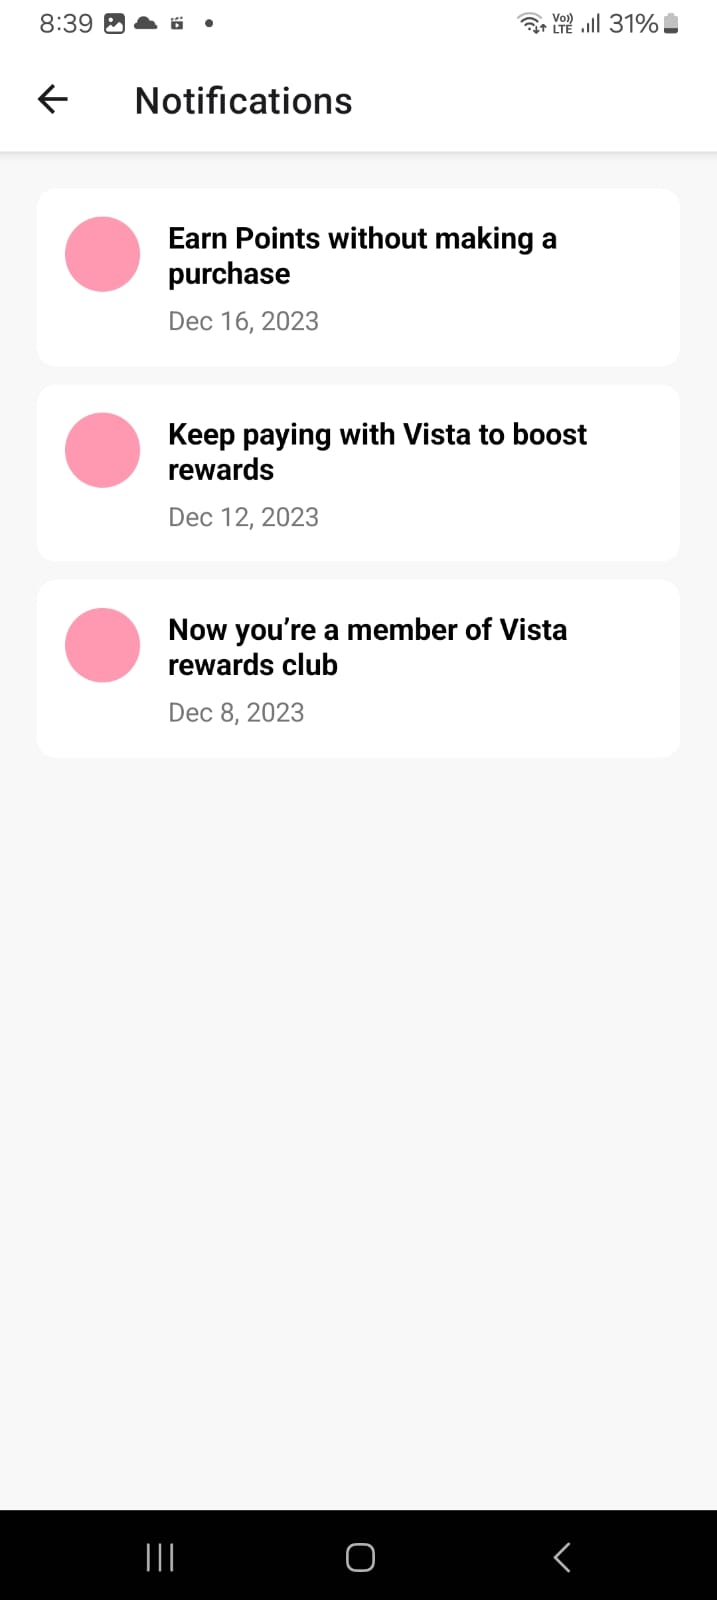 8:39
Vo)) LTE 31%
Notifications
Earn Points without making a
purchase
Dec 16, 2023
Keep paying with Vista to boost
rewards
Dec 12, 2023
Now you’re a member of Vista
rewards club
Dec 8, 2023